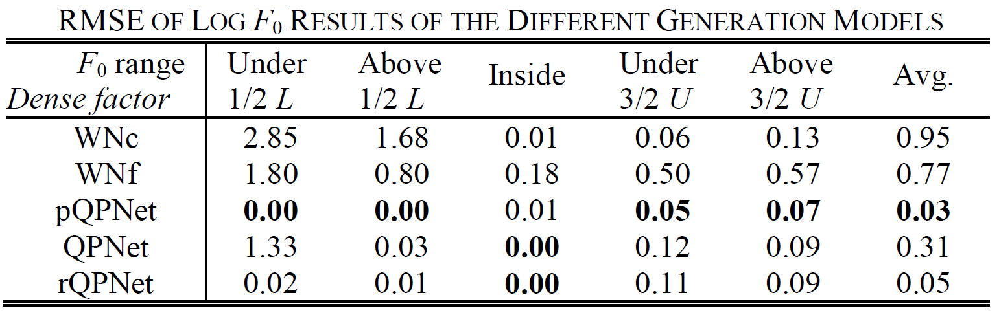 RMSE OF LOG F0 RESULTS OF THE DIFFERENT GENERATION MODELS
F0 range Under Above Inside Under Above Avg.
Dense factor 1/2 L 1/2 L 3/2 U 3/2 U
WNc 2.85 1.68 0.01 0.06 0.13 0.95
WNf 1.80 0.80 0.18 0.50 0.57 0.77
pQPNet 0.00 0.00 0.01 0.05 0.07 0.03
QPNet 1.33 0.03 0.00 0.12 0.09 0.31
rQPNet 0.02 0.01 0.00 0.11 0.09 0.05